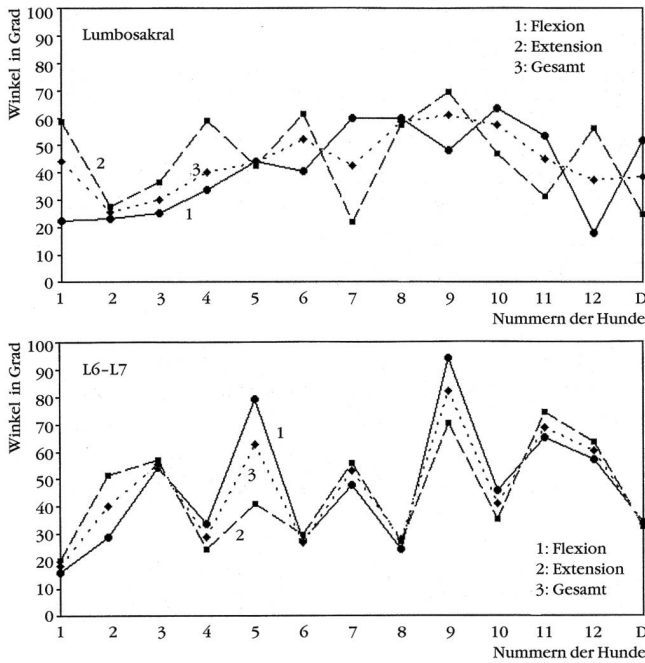 Winkel in Grad
100
90
80
70
60
50
40
30
20
10
0
Lumbosakral
1: Flexion
2: Extension
3: Gesamt
2
3
1
1 2 3 4 5 6 7 8 9 10 11 12 D
Nummern der Hunde
Winkel in Grad
100
90
80
70
60
50
40
30
20
10
0
L6–L7
1
3
2
1: Flexion
2: Extension
3: Gesamt
1 2 3 4 5 6 7 8 9 10 11 12 D
Nummern der Hunde